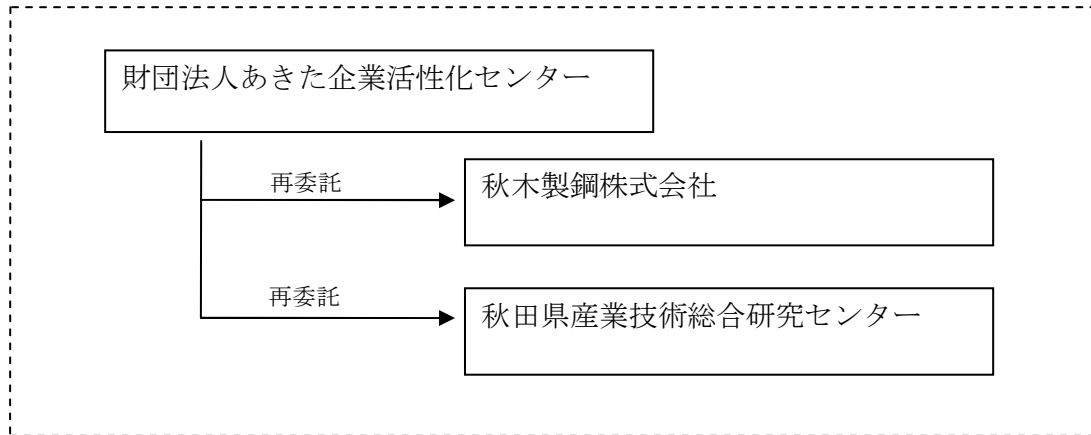 財団法人あきた企業活性化センター
再委託
秋木製鋼株式会社
再委託
秋田県産業技術総合研究センター